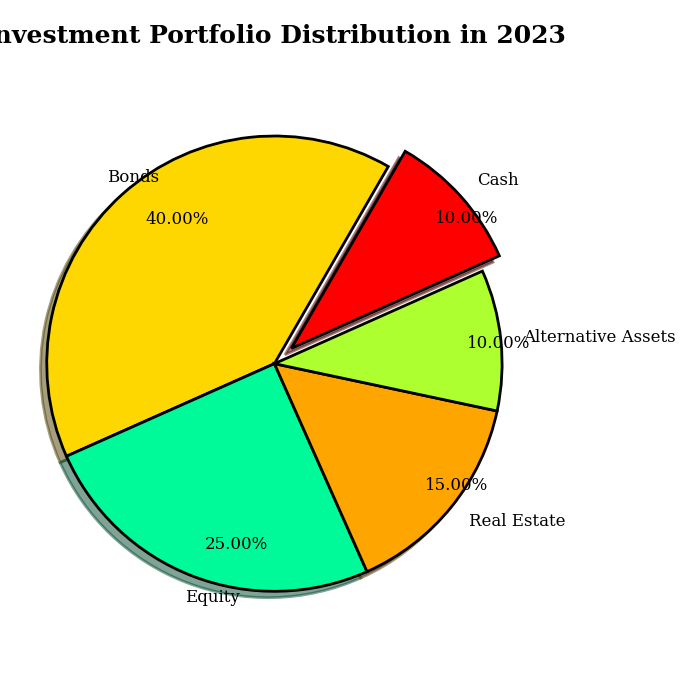 nvestment Portfolio Distribution in 2023
Bonds
40.00%
Cash
10.00%
10.00%
Alternative Assets
15.00%
Real Estate
25.00%
Equity